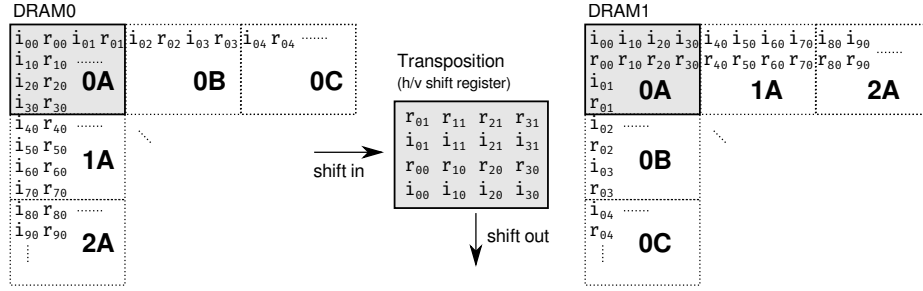 DRAM0
i00 r00 i01 r01 i02 r02 i03 r03 i04 r04 ·······
i10 r10 ·······
i20 r20
i30 r30
0A 0B 0C
i40 r40 ·······
i50 r50
i60 r60
i70 r70
1A
i80 r80 ·······
i90 r90
2A
Transposition
(h/v shift register)
r01 r11 r21 r31
i01 i11 i21 i31
r00 r10 r20 r30
i00 i10 i20 i30
shift in
shift out
DRAM1
i00 i10 i20 i30 i40 i50 i60 i70 i80 i90
r00 r10 r20 r30 r40 r50 r60 r70 r80 r90 ·······
i01
r01
0A 1A 2A
i02 ·······
r02
i03
r03
0B
i04 ·······
r04
0C